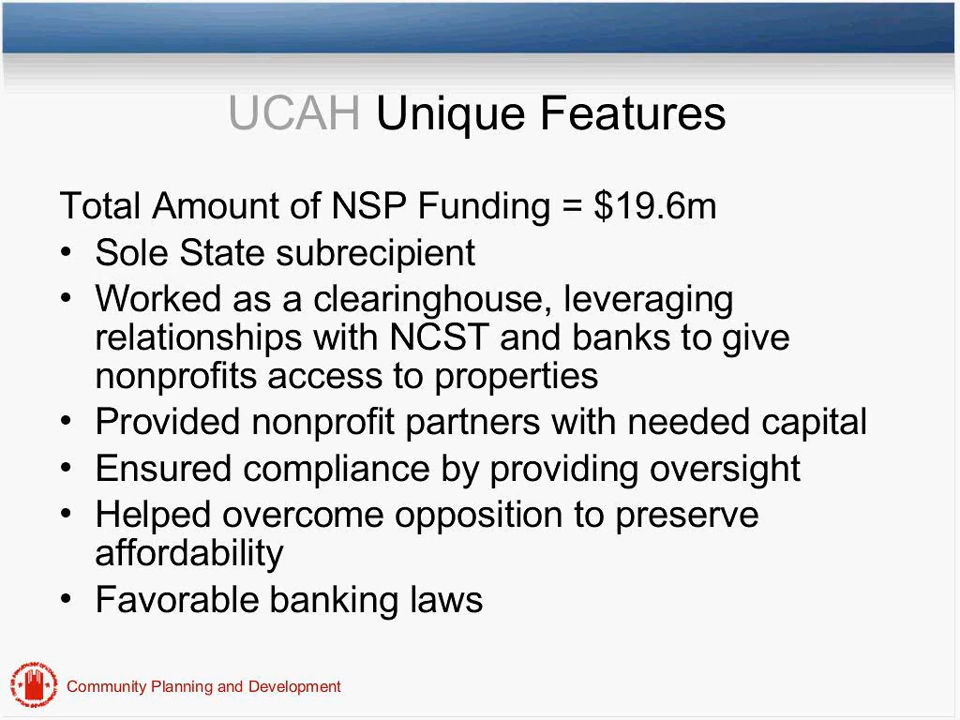 UCAH Unique Features
Total Amount of NSP Funding = $19.6m
• Sole State subrecipient
• Worked as a clearinghouse, leveraging
relationships with NCST and banks to give
nonprofits access to properties
• Provided nonprofit partners with needed capital
• Ensured compliance by providing oversight
• Helped overcome opposition to preserve
affordability
• Favorable banking laws
Community Planning and Development